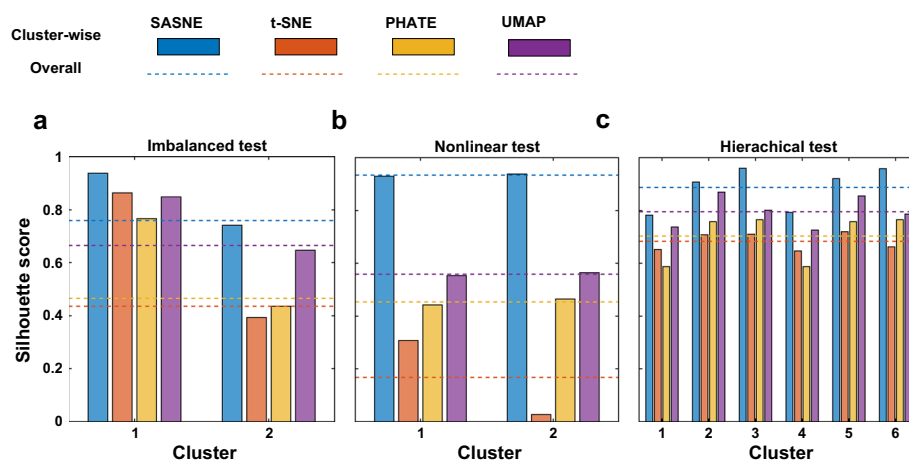 SASNE t-SNE PHATE UMAP
Cluster-wise
Overall
a b c
Imbalanced test Nonlinear test Hierachical test
1
0.8
0.6
0.4
0.2
0
Silhouette score
1 2 1 2 1 2 3 4 5 6
Cluster Cluster Cluster